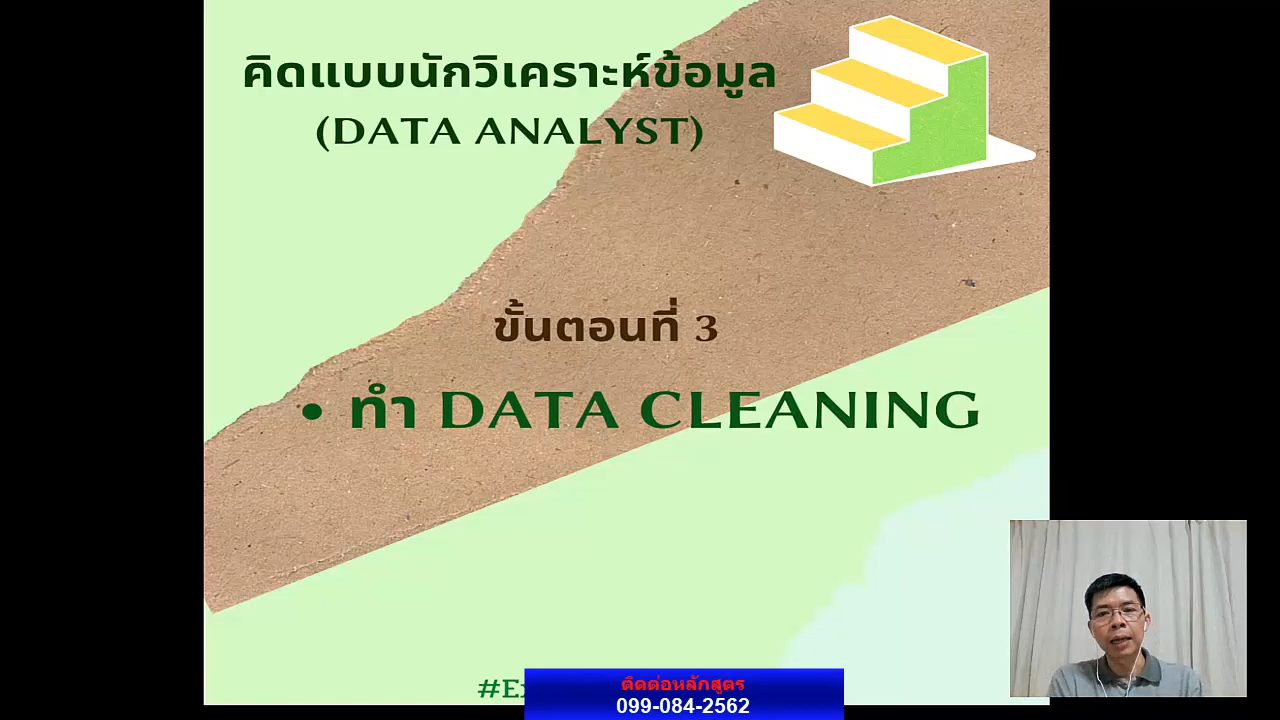 คิดแบบนักวิเคราะห์ข้อมูล
(DATA ANALYST)
ขั้นตอนที่ 3
• ทำ DATA CLEANING
ติดต่อหลักสูตร
099-084-2562